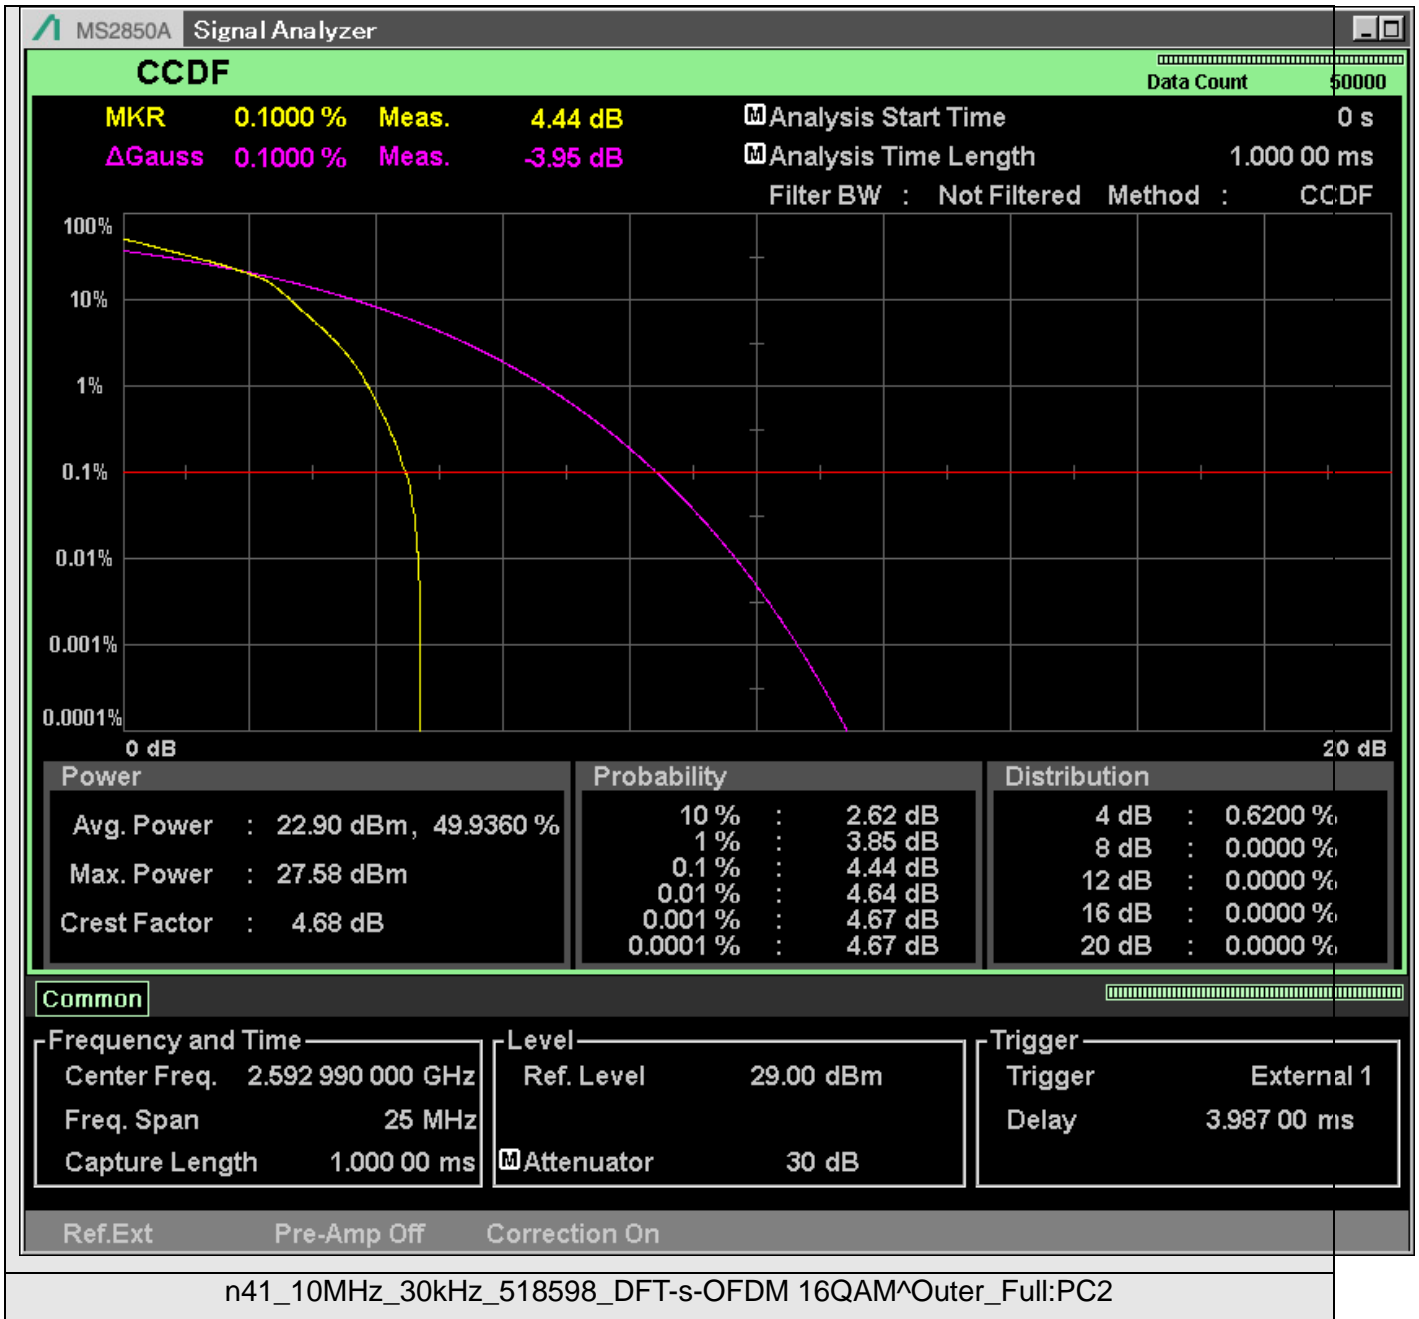 MS2850A Signal Analyzer
CCDF
Data Count 50000
MKR 0.1000 % Meas. 4.44 dB
ΔGauss 0.1000 % Meas. -3.95 dB
M Analysis Start Time 0 s
M Analysis Time Length 1.000 00 ms
Filter BW : Not Filtered Method : CCDF
100%
10%
1%
0.1%
0.01%
0.001%
0.0001%
0 dB 20 dB
Power
Avg. Power : 22.90 dBm, 49.9360 %
Max. Power : 27.58 dBm
Crest Factor : 4.68 dB
Probability
10 % : 2.62 dB
1 % : 3.85 dB
0.1 % : 4.44 dB
0.01 % : 4.64 dB
0.001 % : 4.67 dB
0.0001 % : 4.67 dB
Distribution
4 dB : 0.6200 %
8 dB : 0.0000 %
12 dB : 0.0000 %
16 dB : 0.0000 %
20 dB : 0.0000 %
Common
Frequency and Time
Center Freq. 2.592 990 000 GHz
Freq. Span 25 MHz
Capture Length 1.000 00 ms
Level
Ref. Level 29.00 dBm
M Attenuator 30 dB
Trigger
Trigger External 1
Delay 3.987 00 ms
Ref.Ext Pre-Amp Off Correction On
n41_10MHz_30kHz_518598_DFT-s-OFDM 16QAM^Outer_Full:PC2